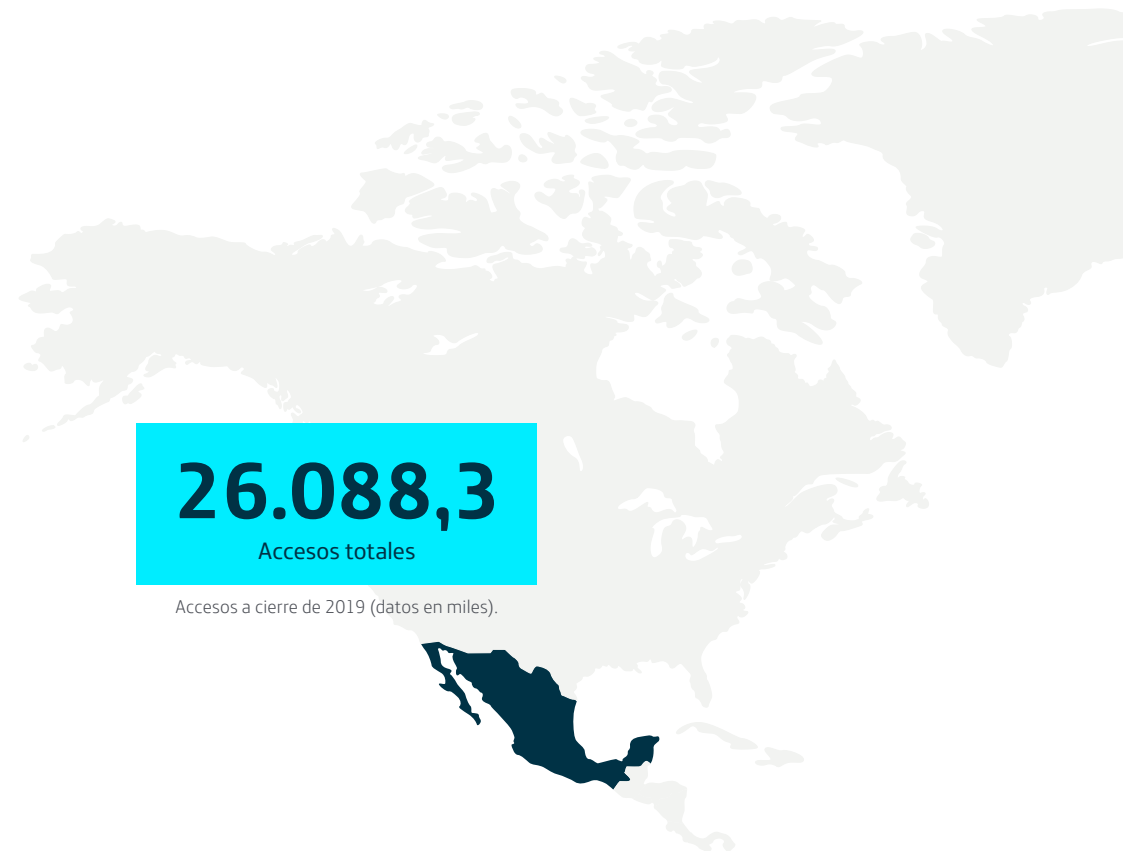 26.088,3
Accesos totales
Accesos a cierre de 2019 (datos en miles).